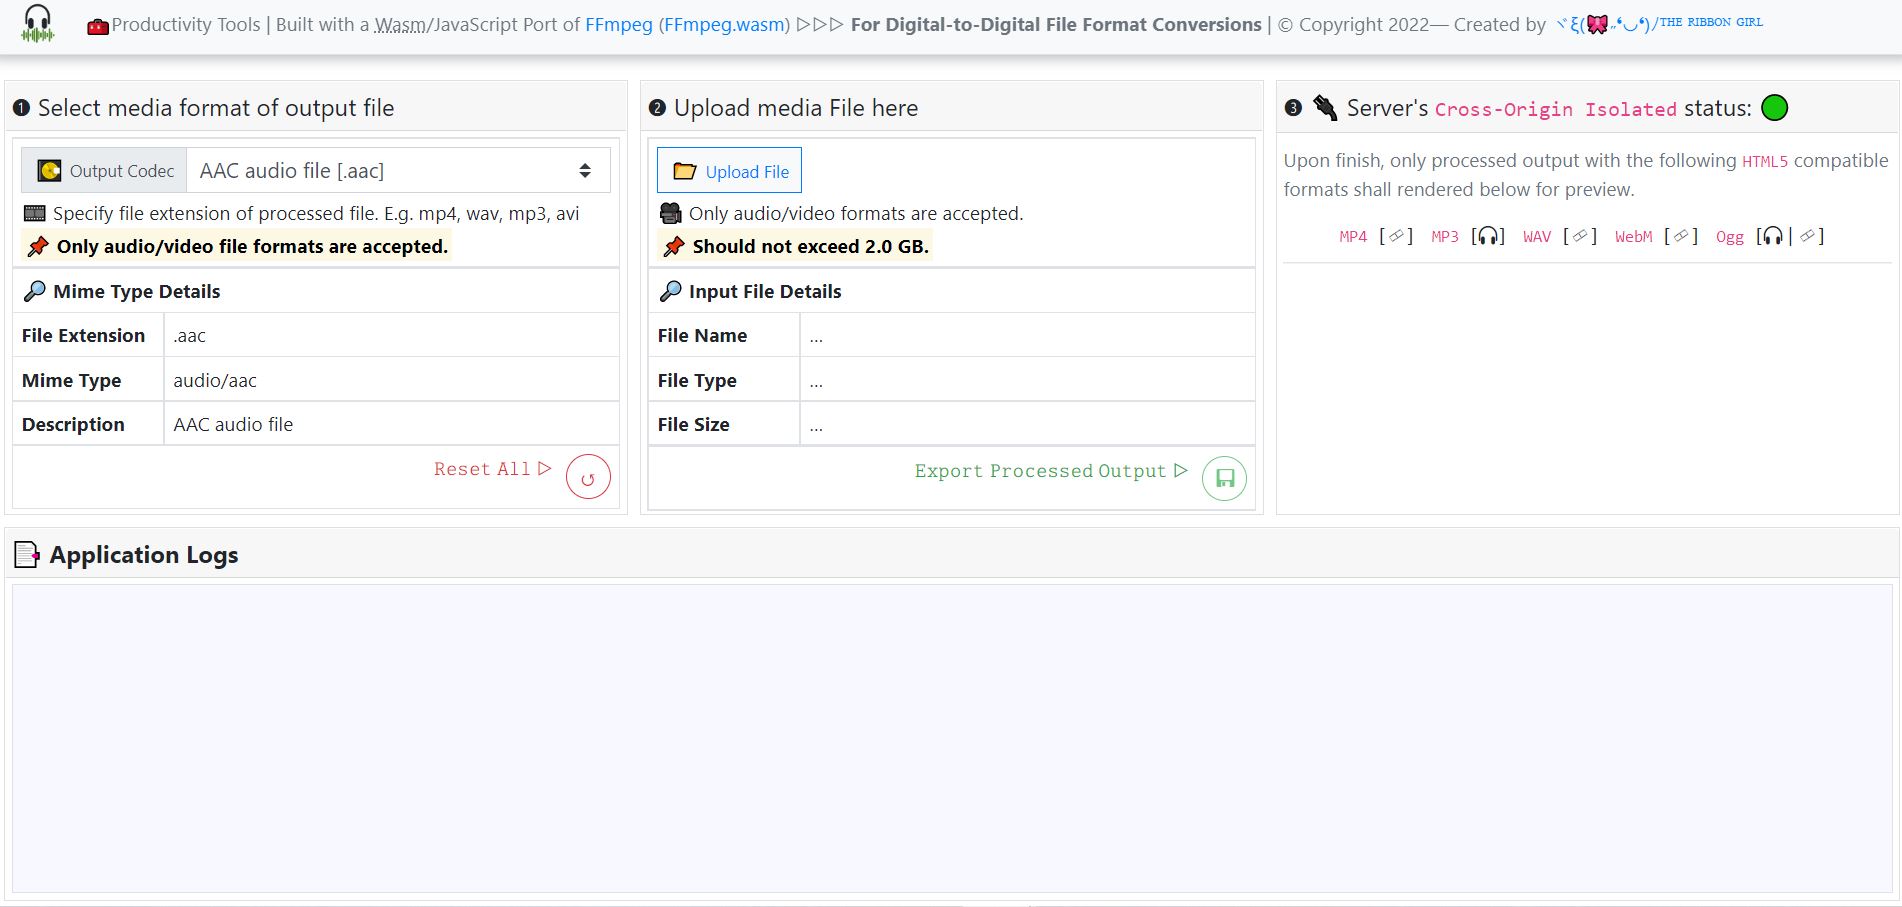 🧰Productivity Tools | Built with a Wasm/JavaScript Port of FFmpeg (FFmpeg.wasm) ▷▷▷ For Digital-to-Digital File Format Conversions | © Copyright 2022— Created by ヾξ(🎀˶❛◡❛)/ᵀᴴᴱ ᴿᴵᴮᴮᴼᴺ ᴳᴵᴿᴸ
❶ Select media format of output file
Output Codec AAC audio file [.aac]
Specify file extension of processed file. E.g. mp4, wav, mp3, avi
📌 Only audio/video file formats are accepted.
🔎 Mime Type Details
File Extension .aac
Mime Type audio/aac
Description AAC audio file
Reset All ▷ ↺
❷ Upload media File here
📂 Upload File
🎥 Only audio/video formats are accepted.
📌 Should not exceed 2.0 GB.
🔎 Input File Details
File Name ...
File Type ...
File Size ...
Export Processed Output ▷
❸ Server's Cross-Origin Isolated status:
Upon finish, only processed output with the following HTML5 compatible
formats shall rendered below for preview.
MP4 [🎞] MP3 [🎧] WAV [🎞] WebM [🎞] Ogg [🎧|🎞]
📑 Application Logs